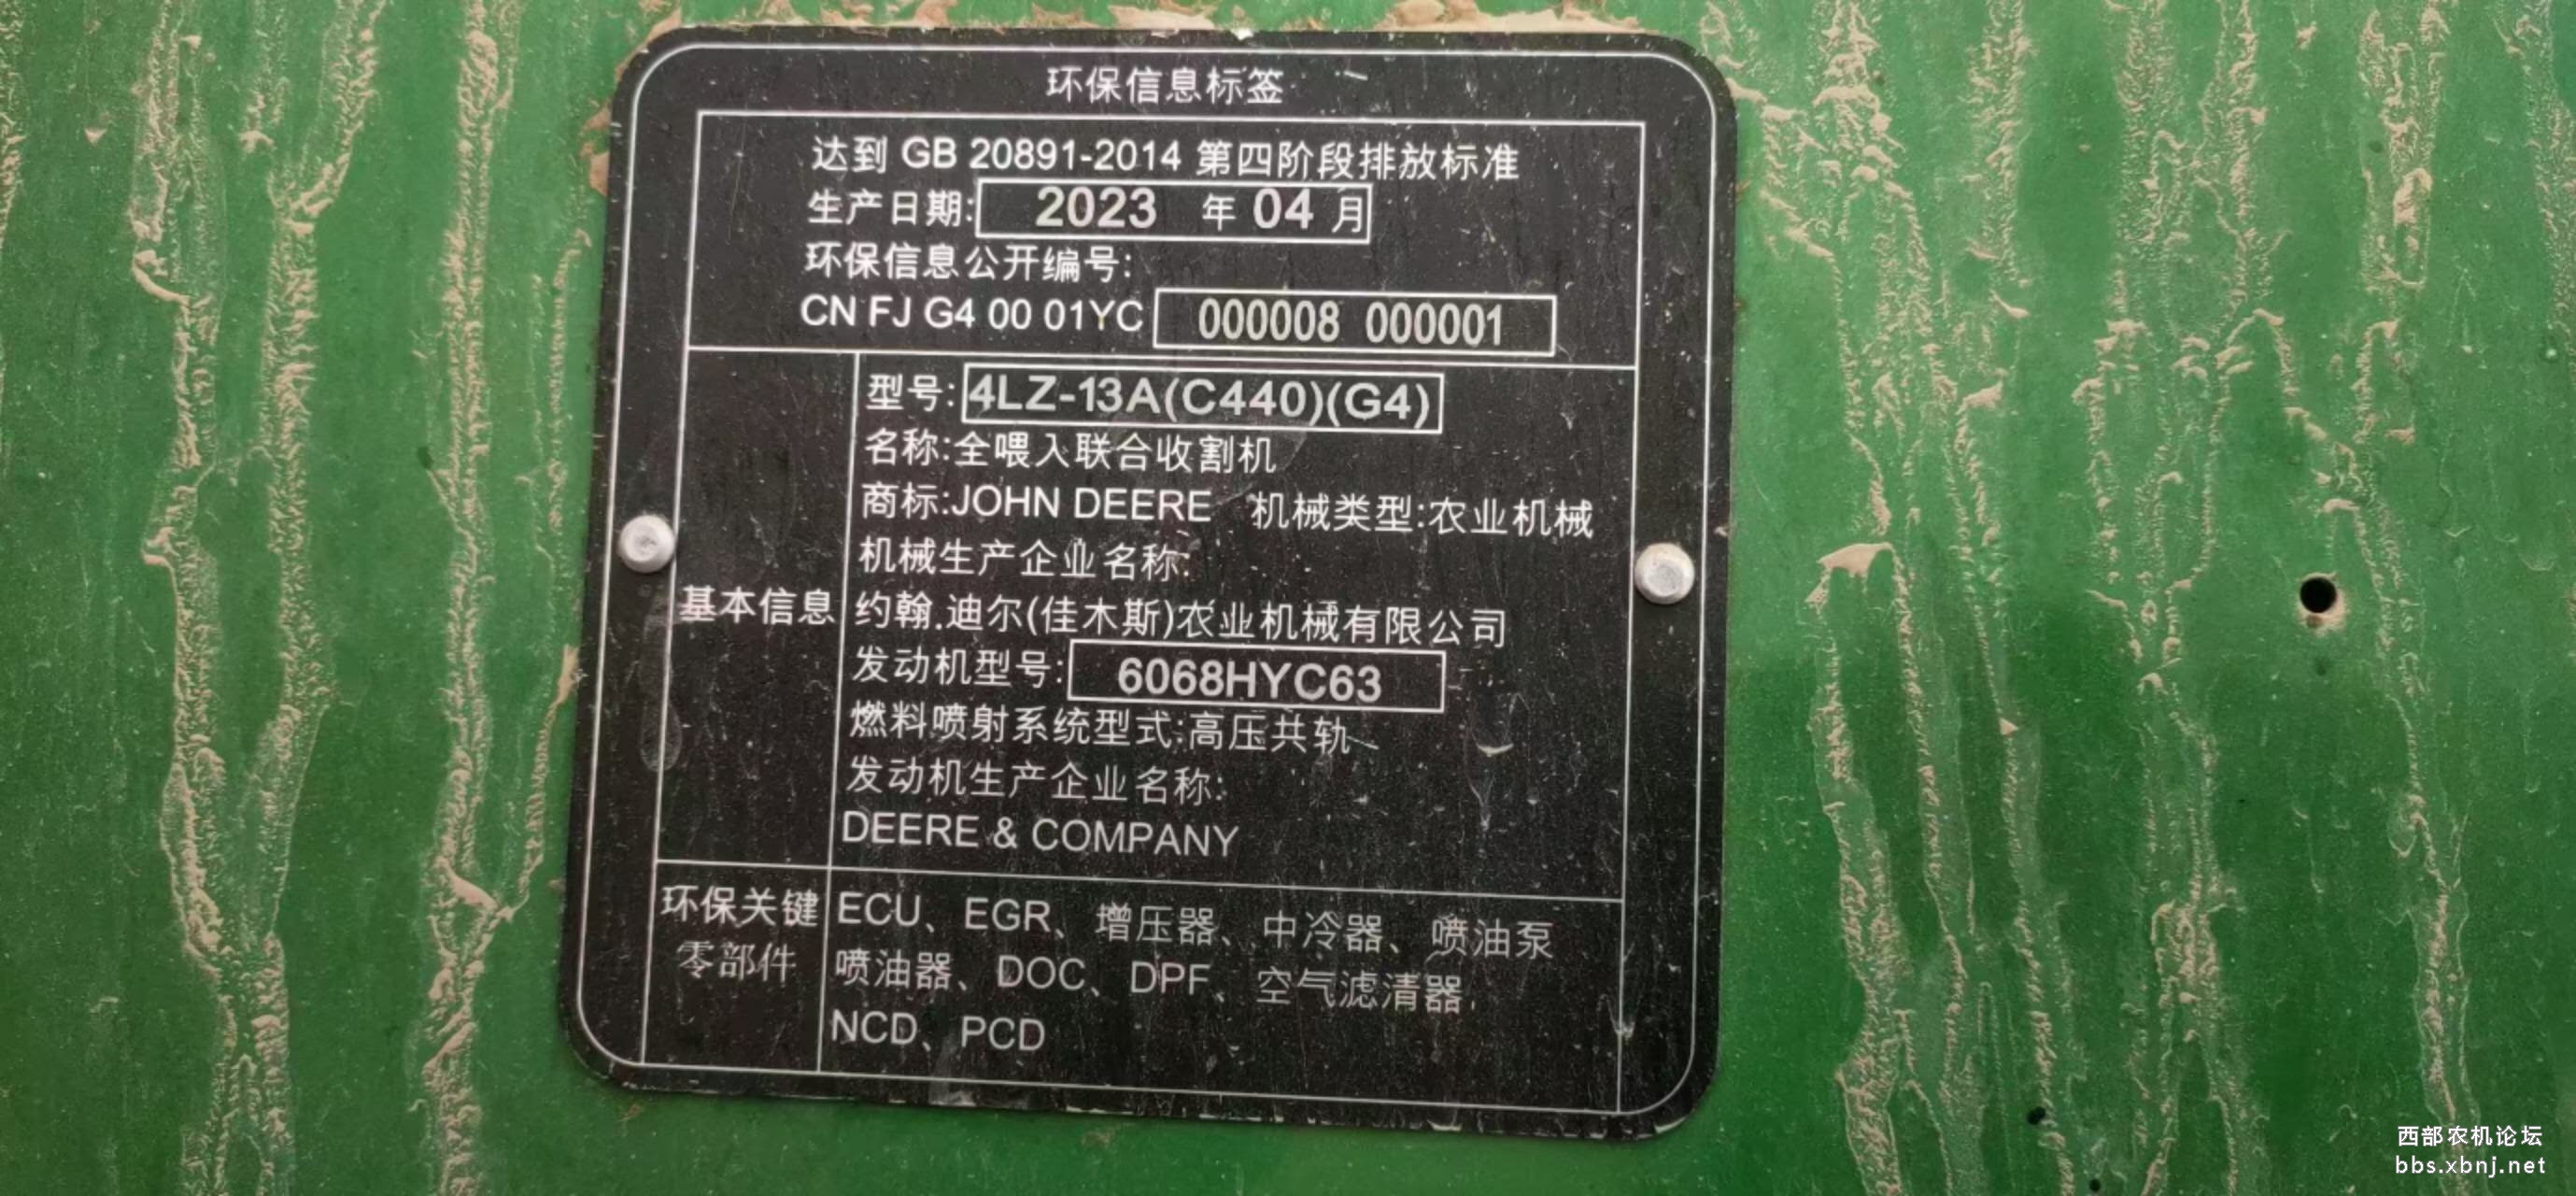 环保信息标签
达到 GB 20891-2014 第四阶段排放标准
生产日期: 2023 年 04 月
环保信息公开编号:
CN FJ G4 00 01YC 000008 000001
基本信息
型号: 4LZ-13A(C440)(G4)
名称:全喂入联合收割机
商标:JOHN DEERE 机械类型:农业机械
机械生产企业名称:
约翰.迪尔(佳木斯)农业机械有限公司
发动机型号: 6068HYC63
燃料喷射系统型式:高压共轨
发动机生产企业名称:
DEERE & COMPANY
环保关键
零部件
ECU、EGR、增压器、中冷器、喷油泵
喷油器、DOC、DPF、空气滤清器
NCD、PCD
西部农机论坛
bbs.xbnj.net